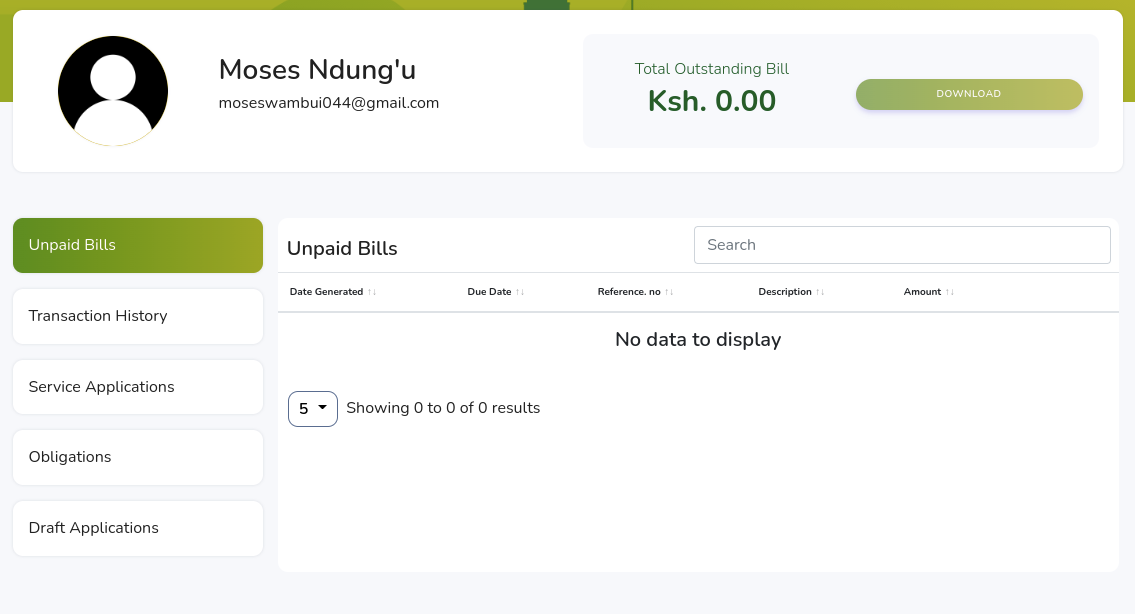 Moses Ndung'u
moseswambui044@gmail.com
Total Outstanding Bill
Ksh. 0.00
DOWNLOAD
Unpaid Bills
Transaction History
Service Applications
Obligations
Draft Applications
Unpaid Bills
Search
Date Generated ↑↓ Due Date ↑↓ Reference. no ↑↓ Description ↑↓ Amount ↑↓
No data to display
5 Showing 0 to 0 of 0 results